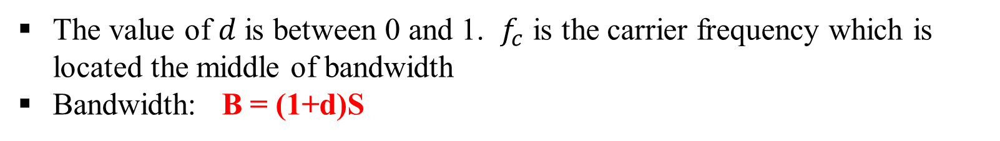 ▪ The value of 𝑑 is between 0 and 1. 𝑓𝑐 is the carrier frequency which is
located the middle of bandwidth
▪ Bandwidth: B = (1+d)S